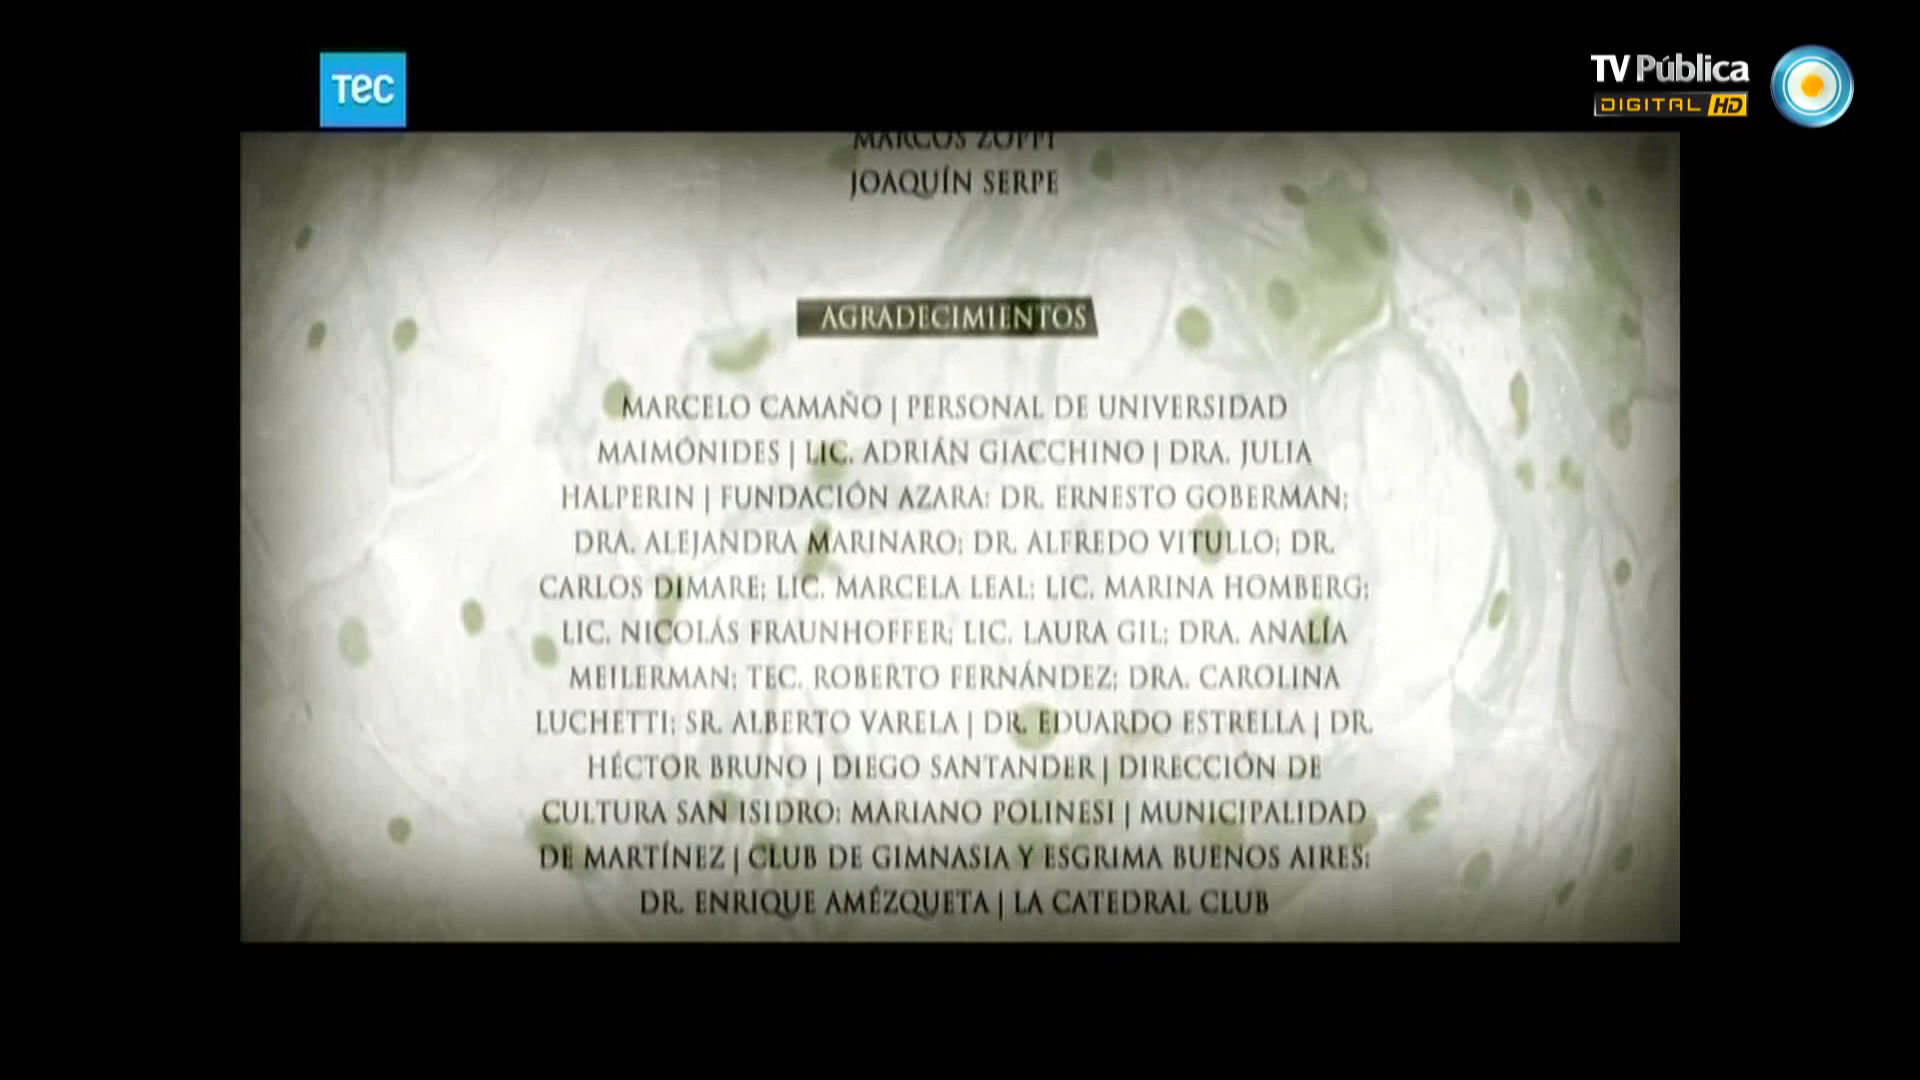 TEC
TV Pública
DIGITAL HD
MARCOS ZOPPI
JOAQUÍN SERPE
AGRADECIMIENTOS
MARCELO CAMAÑO | PERSONAL DE UNIVERSIDAD
MAIMÓNIDES | LIC. ADRIÁN GIACCHINO | DRA. JULIA
HALPERIN | FUNDACIÓN AZARA: DR. ERNESTO GOBERMAN;
DRA. ALEJANDRA MARINARO; DR. ALFREDO VITULLO; DR.
CARLOS DIMARE; LIC. MARCELA LEAL; LIC. MARINA HOMBERG;
LIC. NICOLÁS FRAUNHOFFER; LIC. LAURA GIL; DRA. ANALÍA
MEILERMAN; TEC. ROBERTO FERNÁNDEZ; DRA. CAROLINA
LUCHETTI; SR. ALBERTO VARELA | DR. EDUARDO ESTRELLA | DR.
HÉCTOR BRUNO | DIEGO SANTANDER | DIRECCIÓN DE
CULTURA SAN ISIDRO: MARIANO POLINESI | MUNICIPALIDAD
DE MARTÍNEZ | CLUB DE GIMNASIA Y ESGRIMA BUENOS AIRES:
DR. ENRIQUE AMÉZQUETA | LA CATEDRAL CLUB